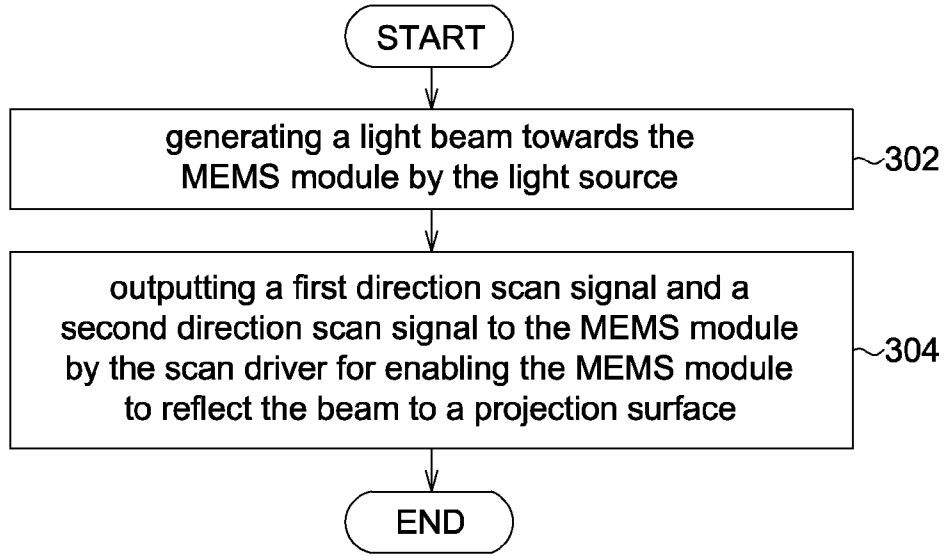 START
generating a light beam towards the
MEMS module by the light source
302
outputting a first direction scan signal and a
second direction scan signal to the MEMS module
by the scan driver for enabling the MEMS module
to reflect the beam to a projection surface
304
END